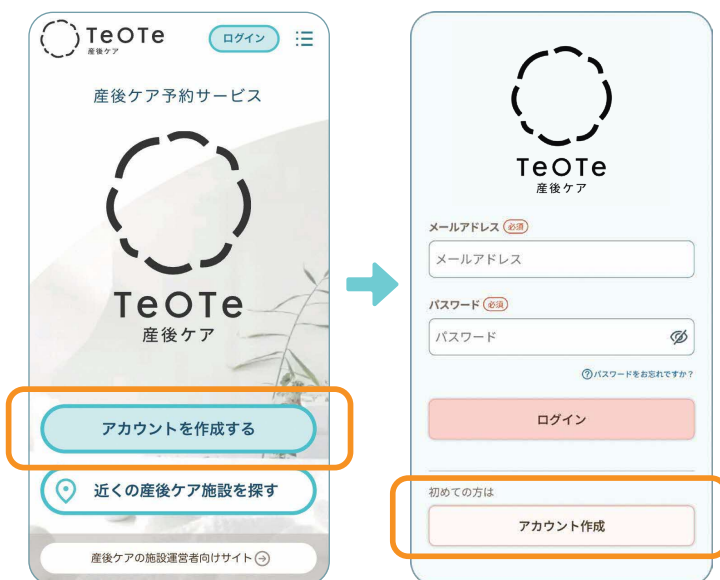 TeOTe
産後ケア
ログイン
産後ケア予約サービス
TeOTe
産後ケア
アカウントを作成する
近くの産後ケア施設を探す
産後ケアの施設運営者向けサイト
TeOTe
産後ケア
メールアドレス 必須
メールアドレス
パスワード 必須
パスワード
?パスワードをお忘れですか?
ログイン
初めての方は
アカウント作成